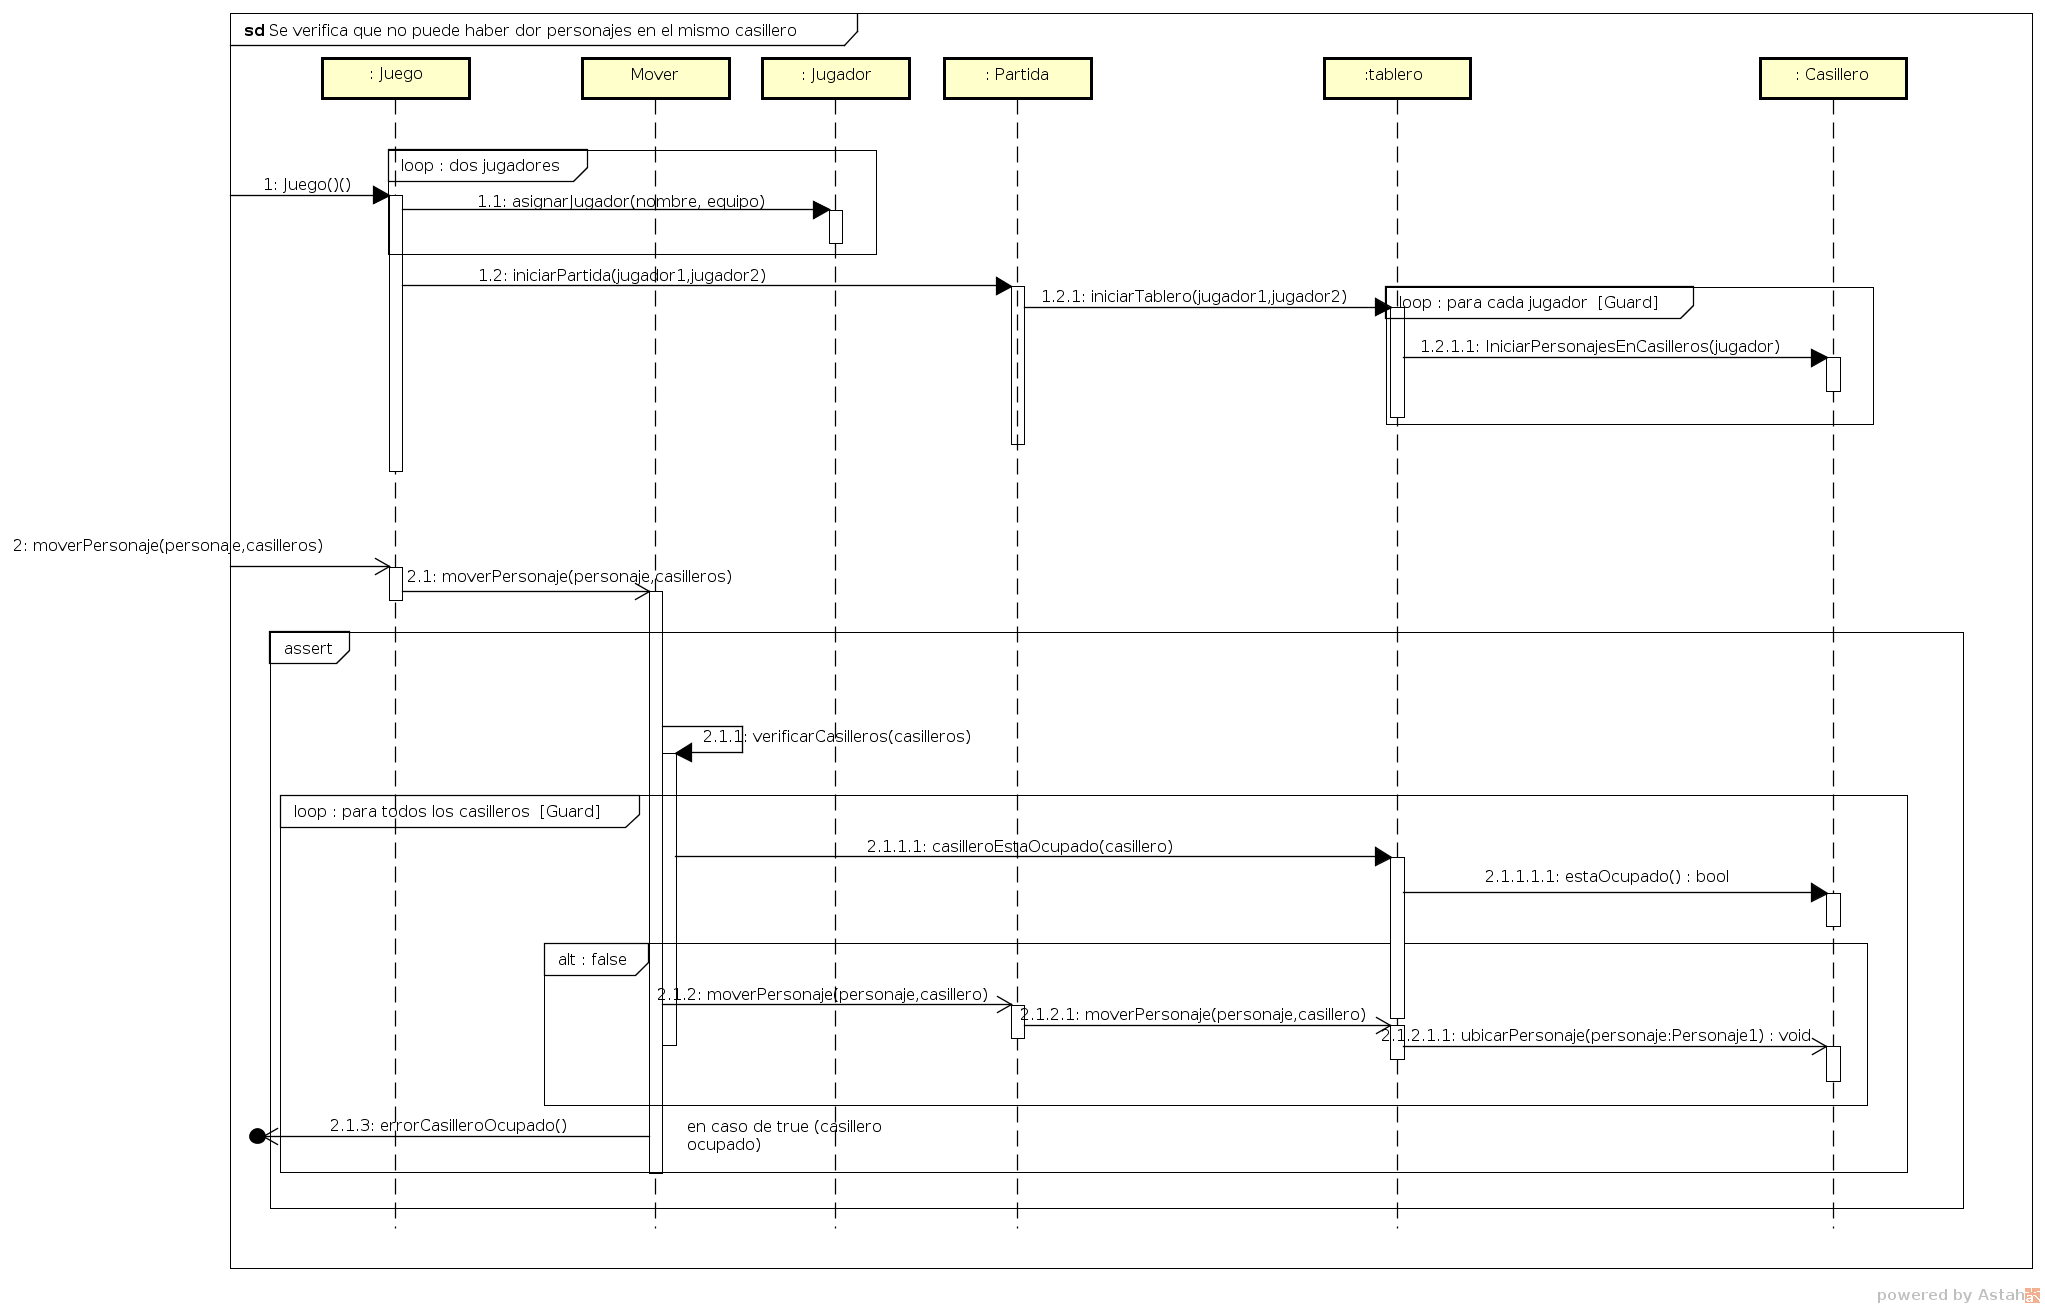 sd Se verifica que no puede haber dor personajes en el mismo casillero
: Juego
Mover
: Jugador
: Partida
:tablero
: Casillero
loop : dos jugadores
1: Juego()()
1.1: asignarJugador(nombre, equipo)
1.2: iniciarPartida(jugador1,jugador2)
1.2.1: iniciarTablero(jugador1,jugador2)
loop : para cada jugador [Guard]
1.2.1.1: IniciarPersonajesEnCasilleros(jugador)
2: moverPersonaje(personaje,casilleros)
2.1: moverPersonaje(personaje,casilleros)
assert
2.1.1: verificarCasilleros(casilleros)
loop : para todos los casilleros [Guard]
2.1.1.1: casilleroEstaOcupado(casillero)
2.1.1.1.1: estaOcupado() : bool
alt : false
2.1.2: moverPersonaje(personaje,casillero)
2.1.2.1: moverPersonaje(personaje,casillero)
2.1.2.1.1: ubicarPersonaje(personaje:Personaje1) : void
2.1.3: errorCasilleroOcupado()
en caso de true (casillero
ocupado)
powered by Astah